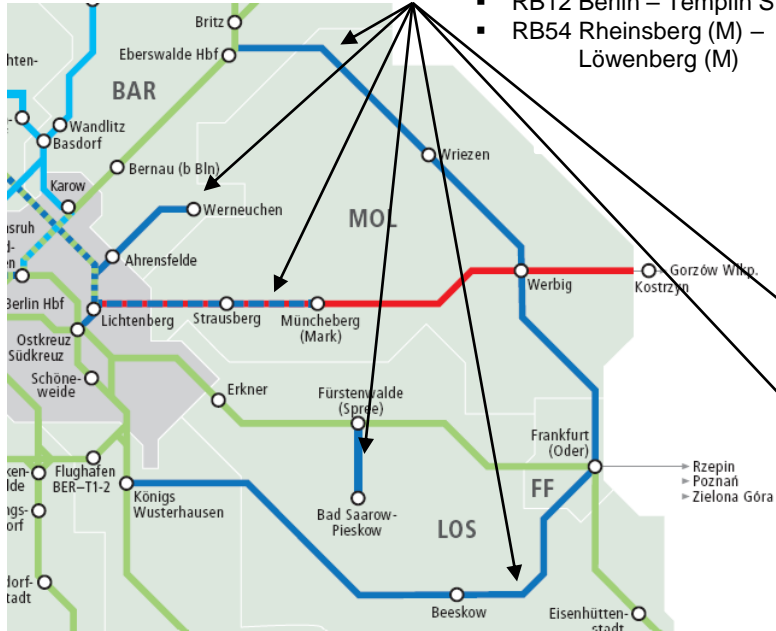 RB12 Berlin – Templin S
▪ RB54 Rheinsberg (M) –
Löwenberg (M)
Britz
Eberswalde Hbf
BAR
Wandlitz
Basdorf
Bernau (b Bln)
Karow
Wriezen
Werneuchen
MOL
Ahrensfelde
Gorzów Wlkp.
Werbig
Kostrzyn
Berlin Hbf
Lichtenberg
Strausberg
Müncheberg
(Mark)
Ostkreuz
Südkreuz
Schöne-
weide
Erkner
Fürstenwalde
(Spree)
Frankfurt
(Oder)
Flughafen
BER–T1-2
Königs
Wusterhausen
FF
Rzepin
Poznań
Zielona Góra
Bad Saarow-
Pieskow
LOS
Beeskow
Eisenhütten-
stadt